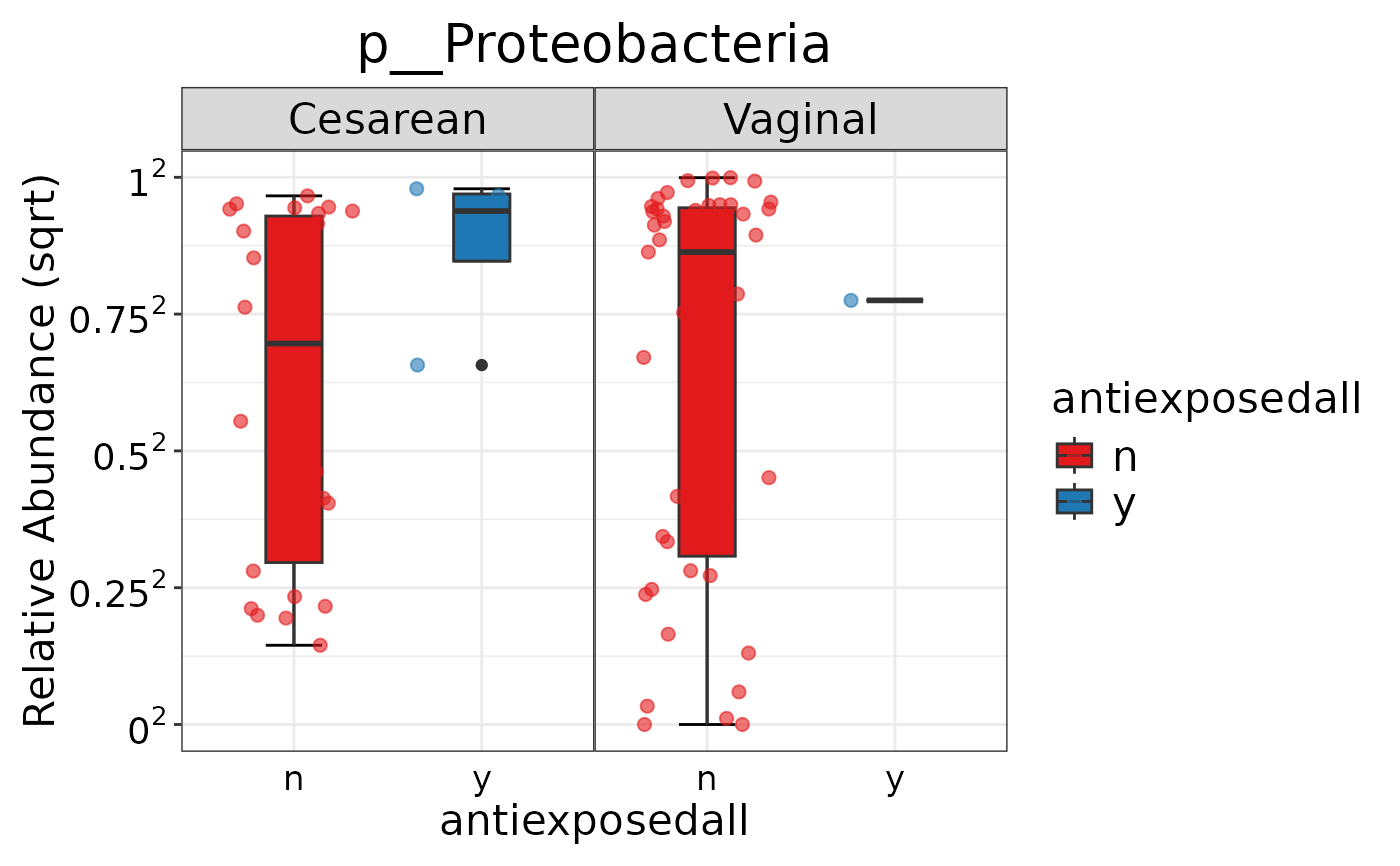 p__Proteobacteria
Cesarean Vaginal
Relative Abundance (sqrt)
1²
0.75²
0.5²
0.25²
0²
n y n y
antiexposedall
antiexposedall
n
y